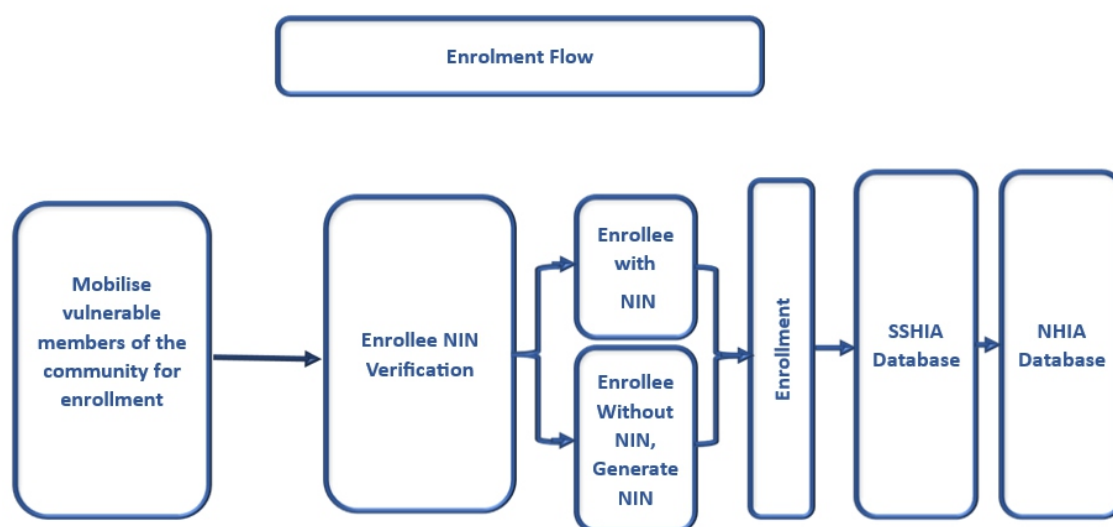 Enrolment Flow
Mobilise
vulnerable
members of the
community for
enrollment
Enrollee NIN
Verification
Enrollee
with
NIN
Enrollee
Without
NIN,
Generate
NIN
Enrollment
SSHIA
Database
NHIA
Database